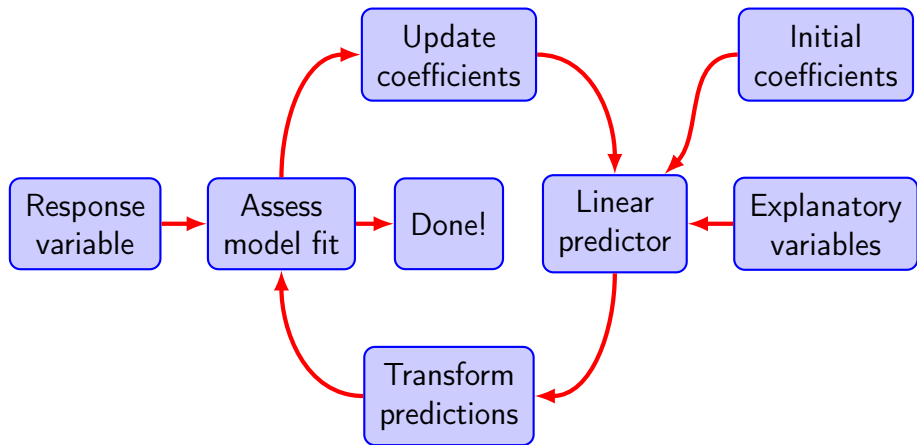 Update
coefficients
Initial
coefficients
Response
variable
Assess
model fit
Done!
Linear
predictor
Explanatory
variables
Transform
predictions